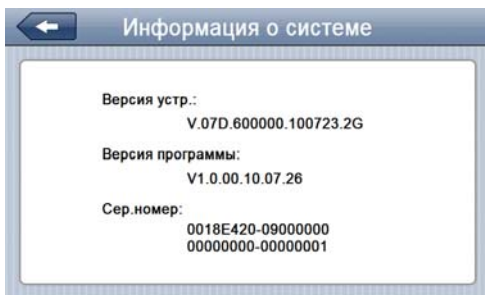 Информация о системе
Версия устр.:
V.07D.600000.100723.2G
Версия программы:
V1.0.00.10.07.26
Сер.номер:
0018E420-09000000
00000000-00000001